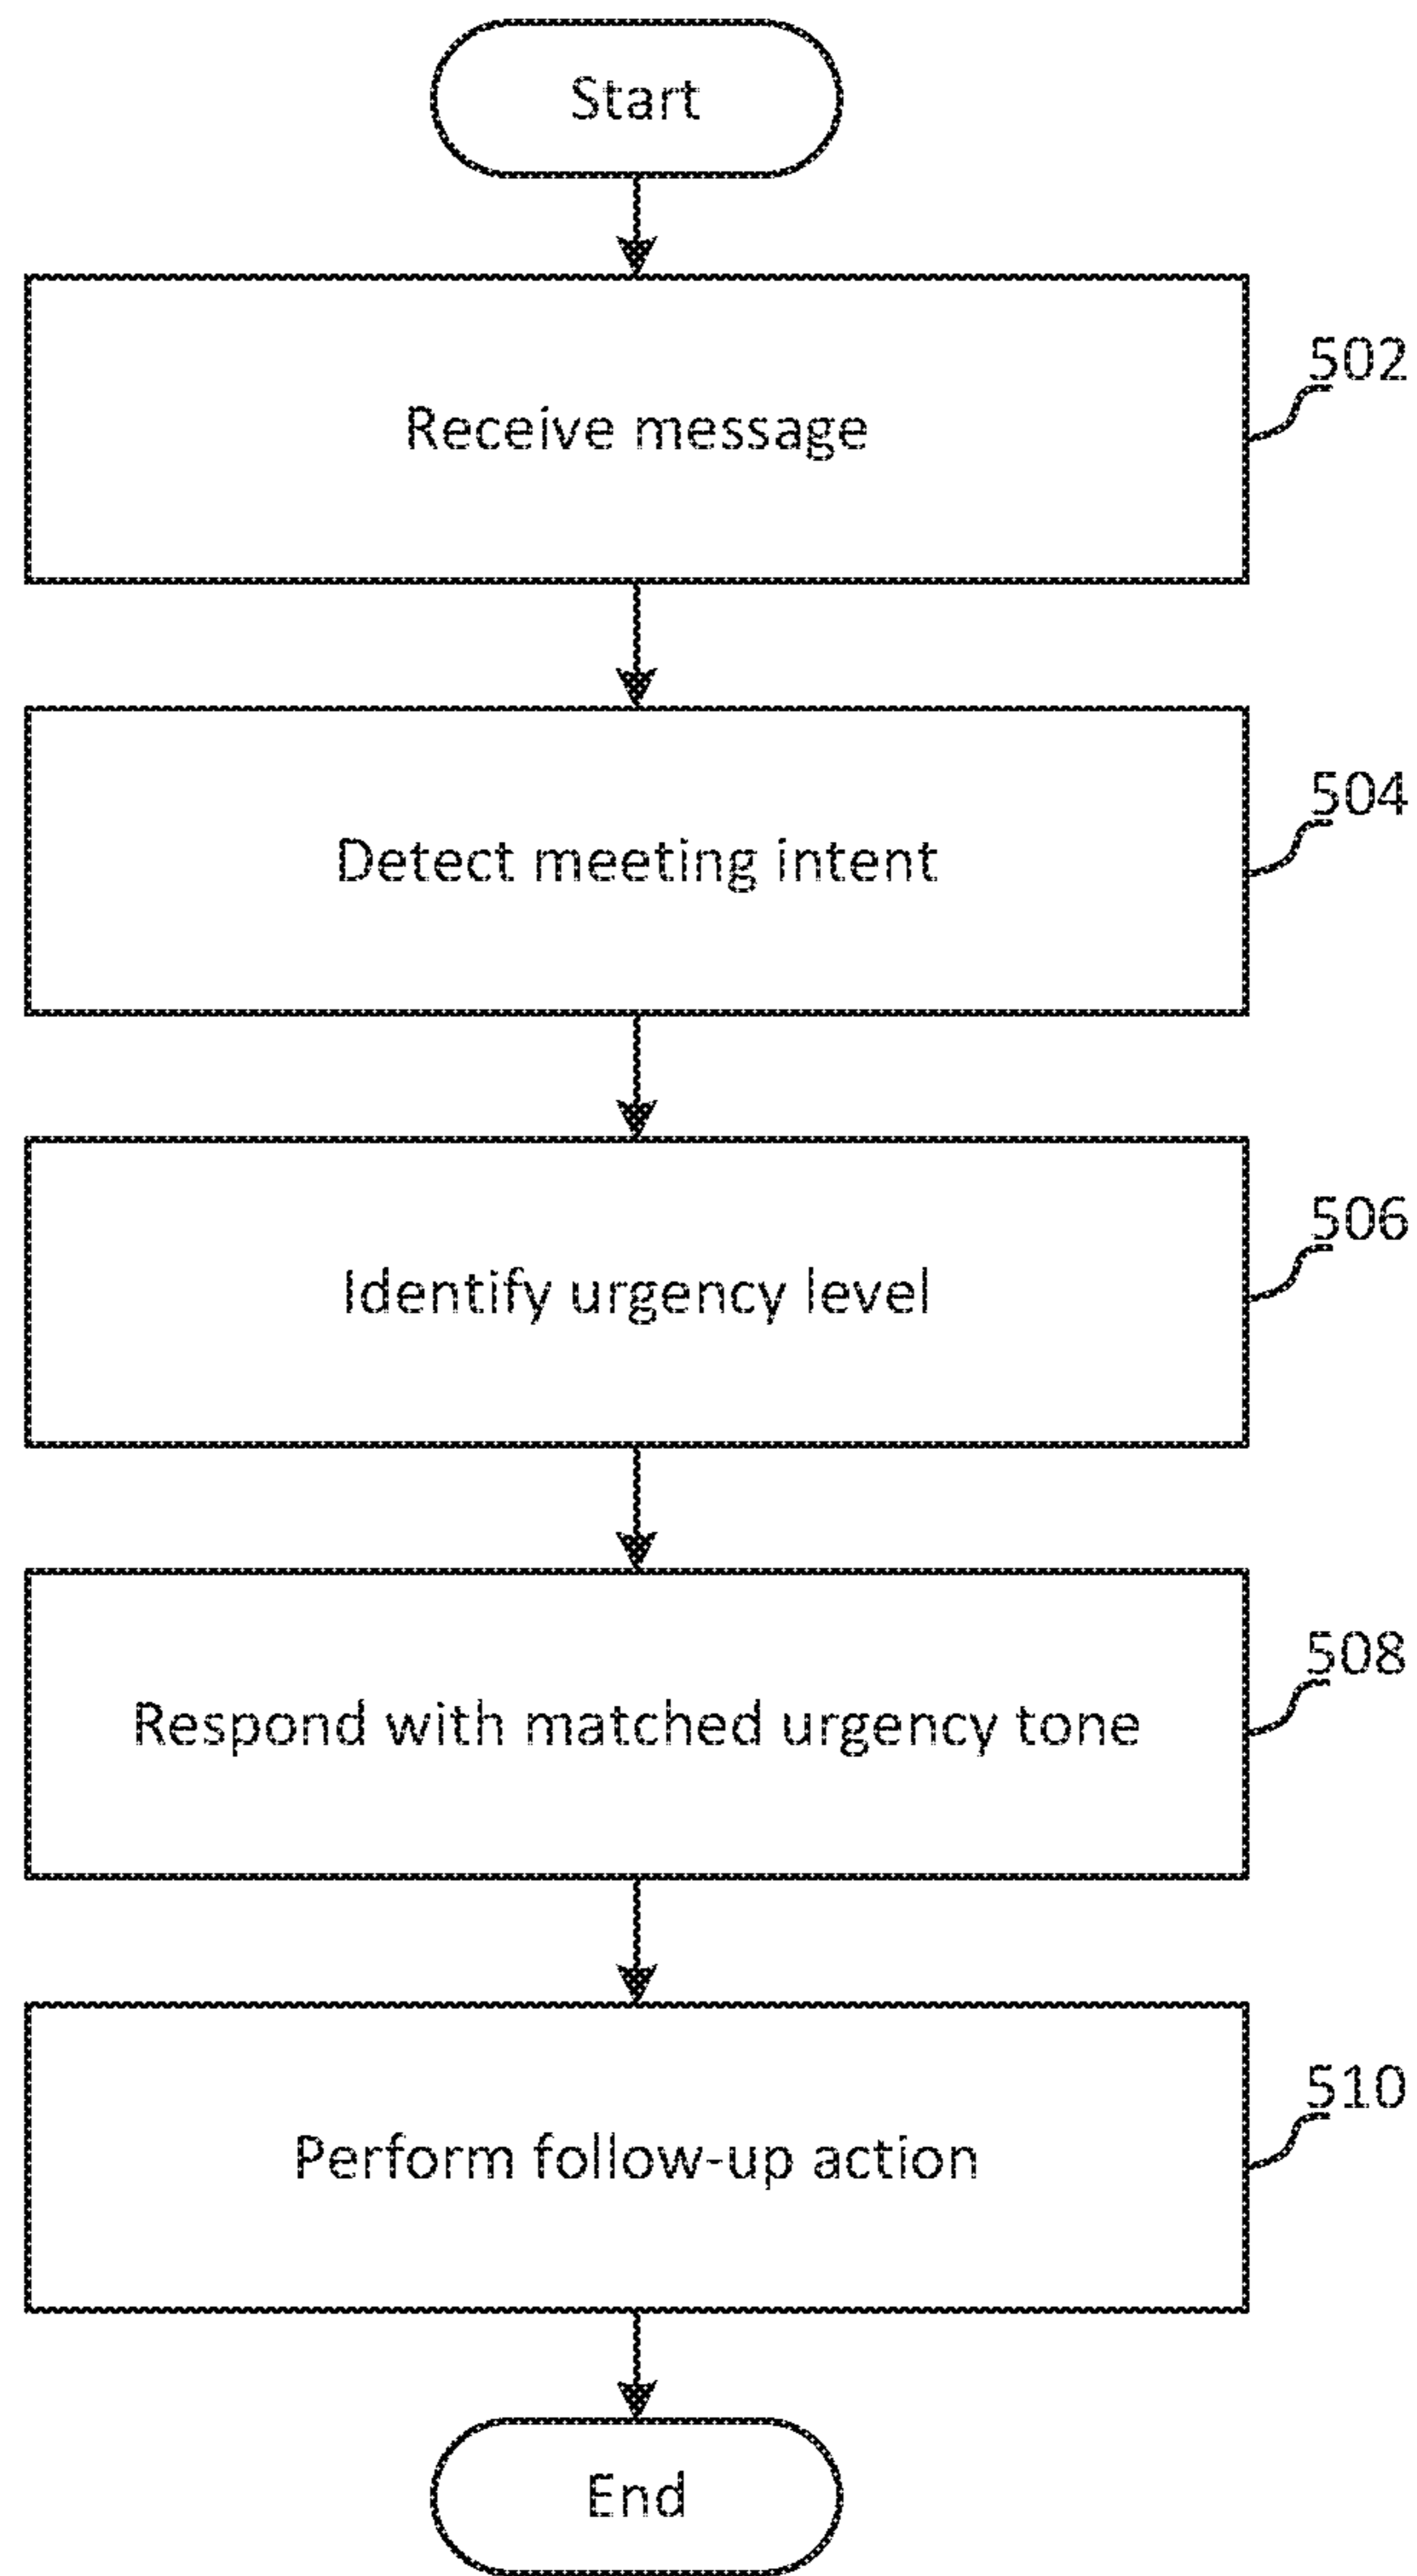 Start
Receive message
502
Detect meeting intent
504
Identify urgency level
506
Respond with matched urgency tone
508
Perform follow-up action
510
End